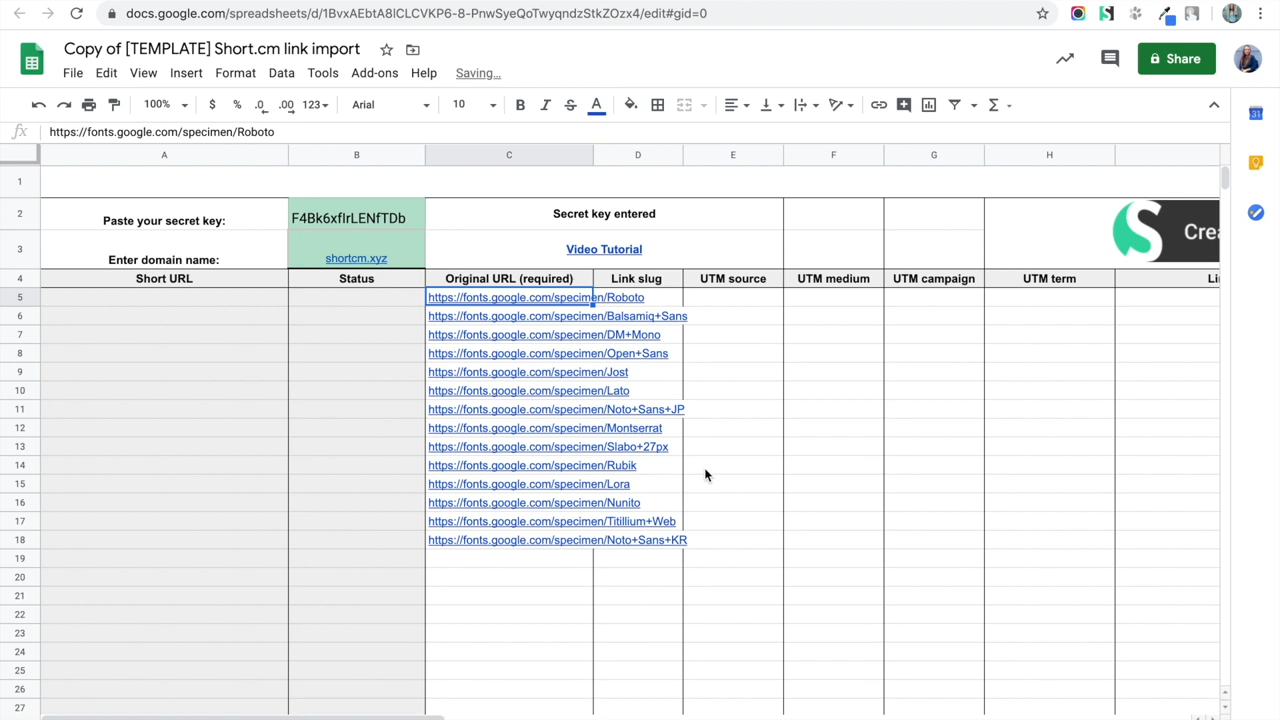 docs.google.com/spreadsheets/d/1BvxAEbtA8lCLCVKP6-8-PnwSyeQoTwyqndzStkZOzx4/edit#gid=0
Copy of [TEMPLATE] Short.cm link import
Share
File Edit View Insert Format Data Tools Add-ons Help Saving...
100% $ % .0 .00 123 Arial 10 B I S A
31
fx https://fonts.google.com/specimen/Roboto
A B C D E F G H
1
2 Paste your secret key: F4Bk6xfIrLENfTDb Secret key entered
S Crea
3 Enter domain name: shortcm.xyz Video Tutorial
4 Short URL Status Original URL (required) Link slug UTM source UTM medium UTM campaign UTM term Li
5 https://fonts.google.com/specimen/Roboto
6 https://fonts.google.com/specimen/Balsamiq+Sans
7 https://fonts.google.com/specimen/DM+Mono
8 https://fonts.google.com/specimen/Open+Sans
9 https://fonts.google.com/specimen/Jost
10 https://fonts.google.com/specimen/Lato
11 https://fonts.google.com/specimen/Noto+Sans+JP
12 https://fonts.google.com/specimen/Montserrat
13 https://fonts.google.com/specimen/Slabo+27px
14 https://fonts.google.com/specimen/Rubik
15 https://fonts.google.com/specimen/Lora
16 https://fonts.google.com/specimen/Nunito
17 https://fonts.google.com/specimen/Titillium+Web
18 https://fonts.google.com/specimen/Noto+Sans+KR
19
20
21
22
23
24
25
26
27